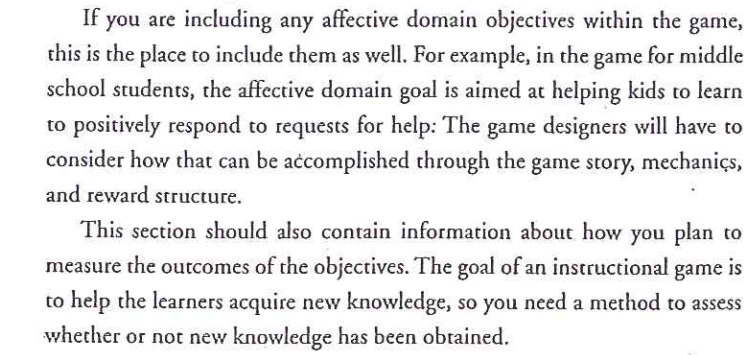 If you are including any affective domain objectives within the game,
this is the place to include them as well. For example, in the game for middle
school students, the affective domain goal is aimed at helping kids to learn
to positively respond to requests for help: The game designers will have to
consider how that can be accomplished through the game story, mechanics,
and reward structure.
This section should also contain information about how you plan to
measure the outcomes of the objectives. The goal of an instructional game is
to help the learners acquire new knowledge, so you need a method to assess
whether or not new knowledge has been obtained.